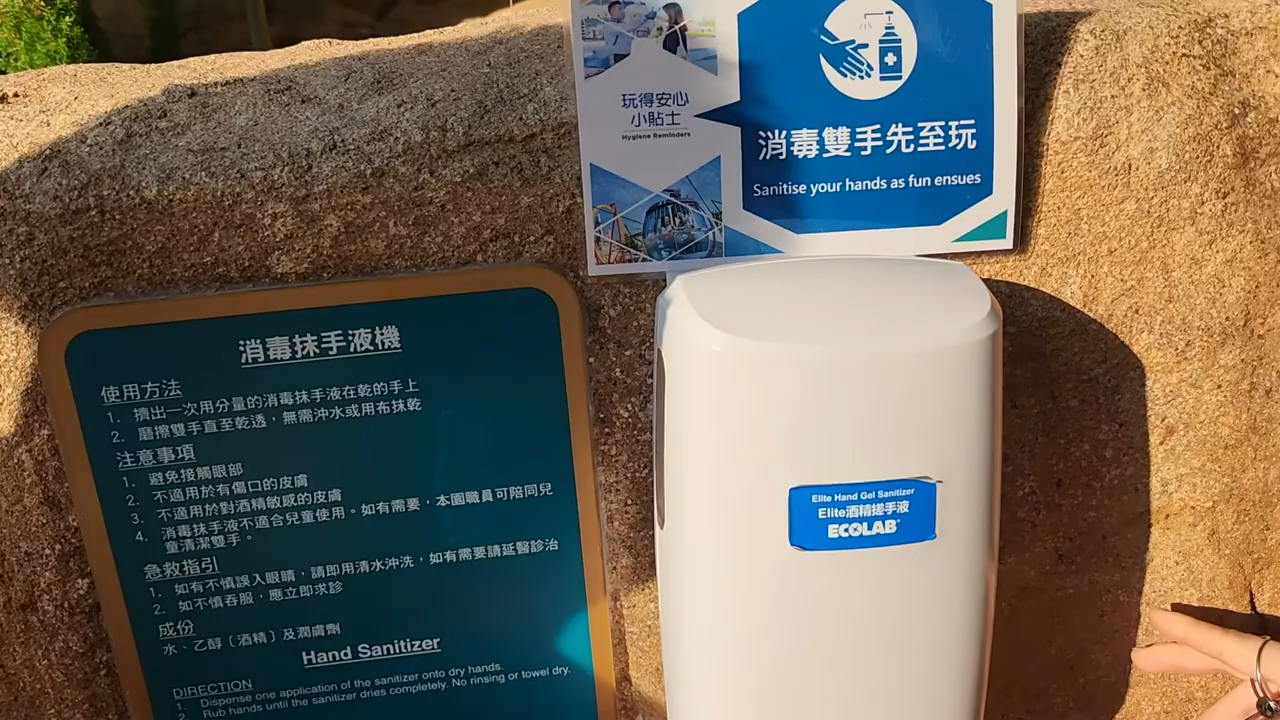 玩得安心
小貼士
Hygiene Reminders
消毒雙手先至玩
Sanitise your hands as fun ensues
消毒抹手液機
使用方法
1. 擠出一次用分量的消毒抹手液在乾的手上
2. 磨擦雙手直至乾透，無需沖水或用布抹乾
注意事項
1. 避免接觸眼部
2. 不適用於有傷口的皮膚
3. 不適用於對酒精敏感的皮膚
4. 消毒抹手液不適合兒童使用。如有需要，本園職員可陪同兒
童清潔雙手。
急救指引
1. 如有不慎誤入眼睛，請即用清水沖洗，如有需要請延醫診治
2. 如不慎吞服，應立即求診
成份
水、乙醇〔酒精〕及潤膚劑
Hand Sanitizer
DIRECTION
1. Dispense one application of the sanitizer onto dry hands.
2. Rub hands until the sanitizer dries completely. No rinsing or towel dry.
Elite Hand Gel Sanitizer
Elite酒精搓手液
ECOLAB®